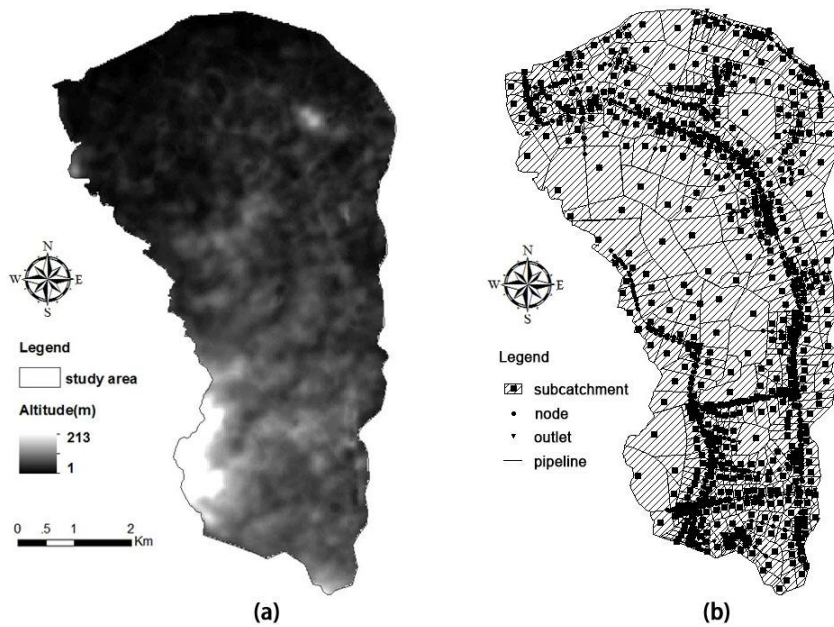 N
W E
S
Legend
study area
Altitude(m)
213
1
0 .5 1 2
Km
(a)
N
W E
S
Legend
subcatchment
node
outlet
pipeline
(b)